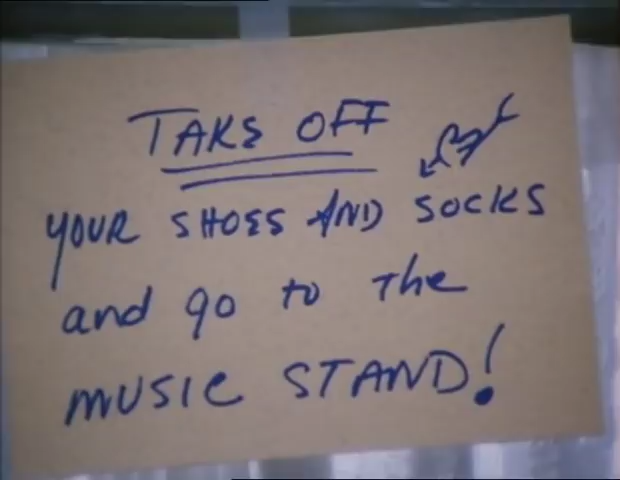 TAKE OFF
YOUR SHOES AND SOCKS
and go to the
MUSIC STAND!